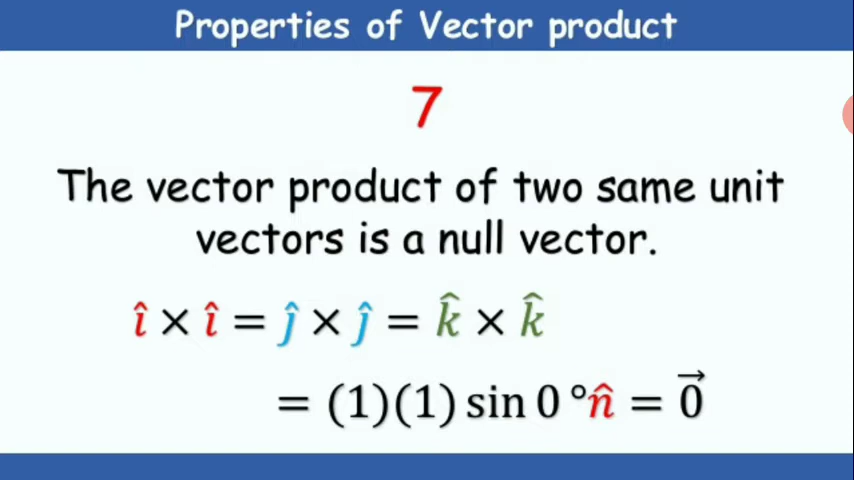 Properties of Vector product
7
The vector product of two same unit
vectors is a null vector.
î × î = ĵ × ĵ = k̂ × k̂
= (1)(1) sin 0 °n̂ = 0⃗